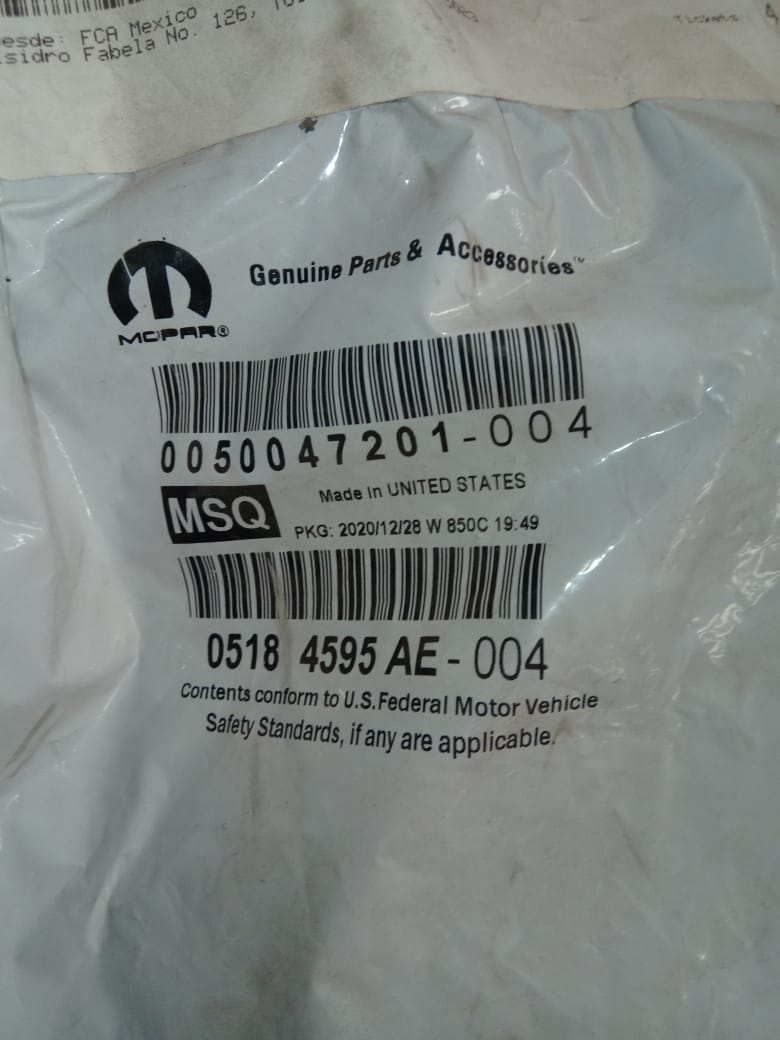 esde: FCA Mexico
sidro Fabela No. 126,
Genuine Parts & Accessories™
MOPAR®
0050047201-004
MSQ
Made in UNITED STATES
PKG: 2020/12/28 W 850C 19:49
0518 4595 AE - 004
Contents conform to U.S.Federal Motor Vehicle
Safety Standards, if any are applicable.